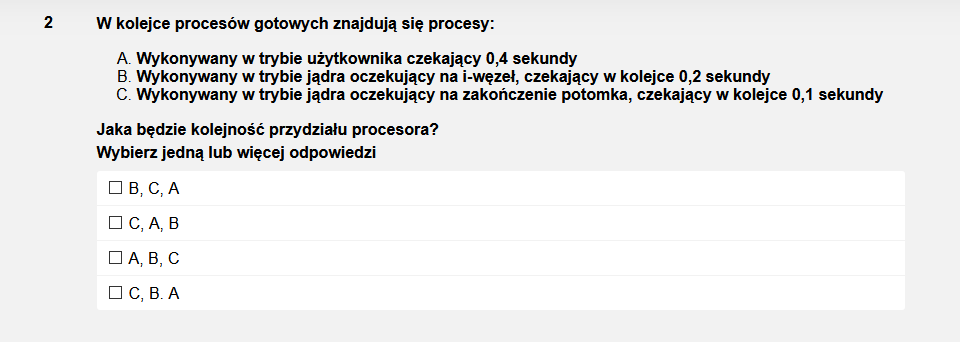 2 W kolejce procesów gotowych znajdują się procesy:
A. Wykonywany w trybie użytkownika czekający 0,4 sekundy
B. Wykonywany w trybie jądra oczekujący na i-węzeł, czekający w kolejce 0,2 sekundy
C. Wykonywany w trybie jądra oczekujący na zakończenie potomka, czekający w kolejce 0,1 sekundy
Jaka będzie kolejność przydziału procesora?
Wybierz jedną lub więcej odpowiedzi
B, C, A
C, A, B
A, B, C
C, B. A